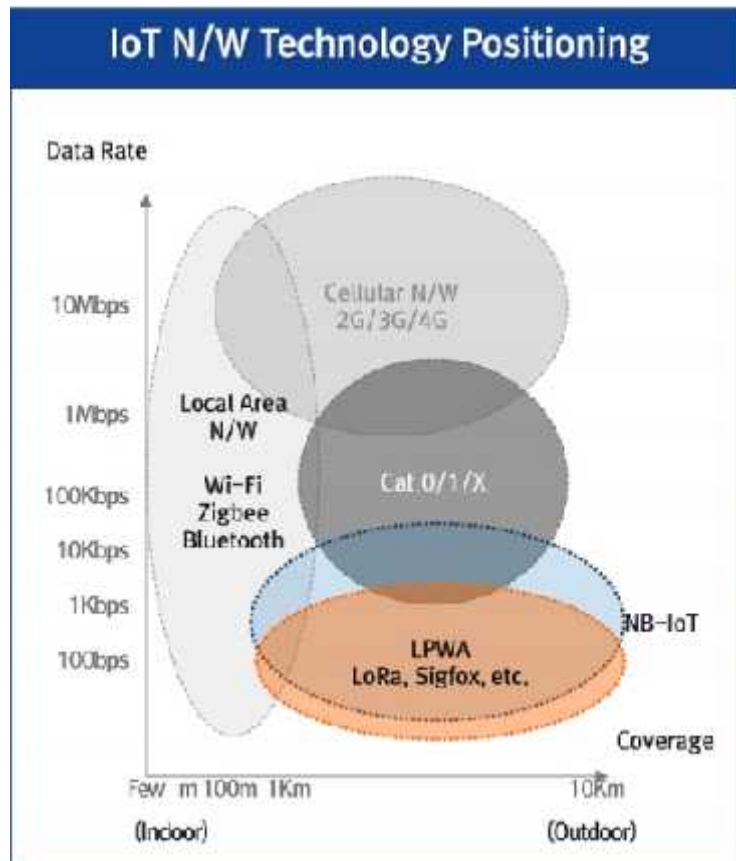 IoT N/W Technology Positioning
Data Rate
10Mbps
1Mbps
100Kbps
10Kbps
1Kbps
100bps
Cellular N/W
2G/3G/4G
Local Area
N/W
Wi-Fi
Zigbee
Bluetooth
Cat.0/1/X
NB-IoT
LPWA
LoRa, Sigfox, etc.
Coverage
Few m 100m 1Km 10Km
(Indoor) (Outdoor)